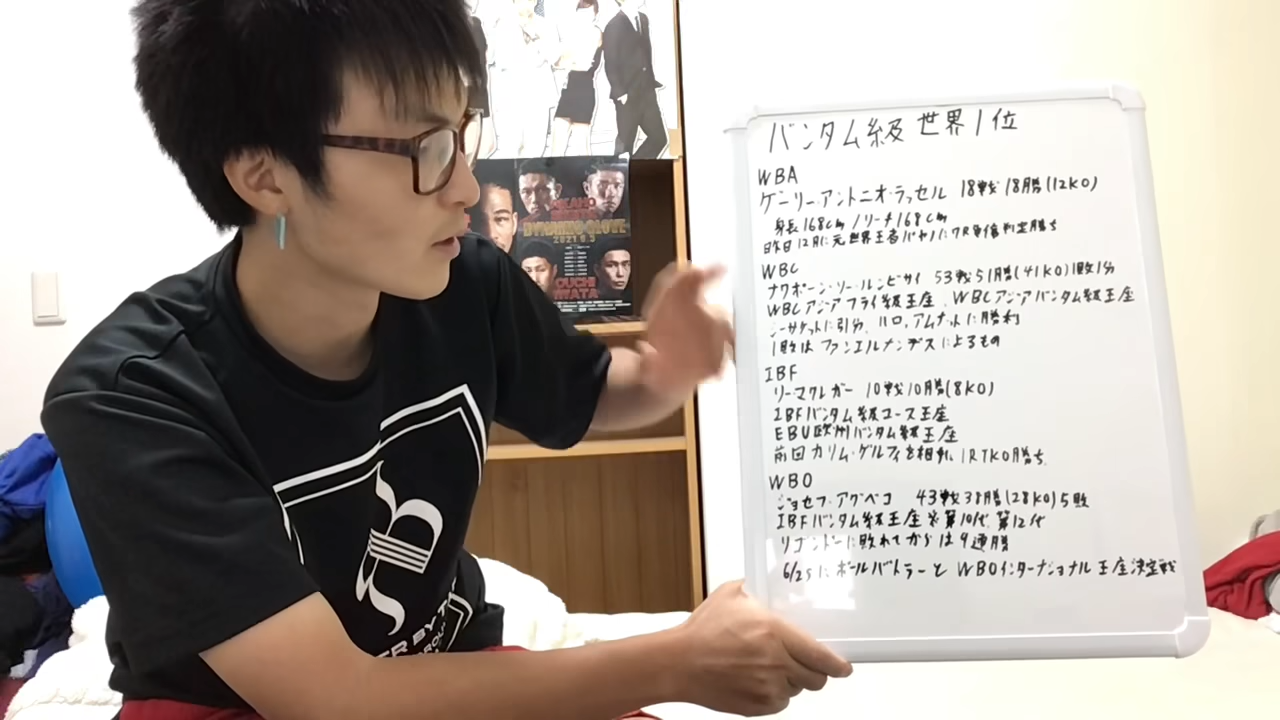 バンタム級世界1位
WBA
ゲーリー・アントニオ・ラッセル 18戦18勝(12KO)
身長168cm/リーチ168cm
昨日12月に元世界王者パヤノに7R負傷判定勝ち
WBC
ナワポーン・ソー・ルンビサイ 53戦51勝(41KO)1敗1分
WBCアジアフライ級王座、WBCアジアバンタム級王座
シーサケットに引分、ハロ、アムナットに勝利
1敗はファンエルナンデスによるもの
IBF
リー・マクレガー 10戦10勝(8KO)
IBFバンタム級ユース王座
EBU欧州バンタム級王座
前回カリム・ゲルフィを相手に1RTKO勝ち
WBO
ジョセフ・アグベコ 43戦38勝(28KO)5敗
IBFバンタム級王座 第10代、第12代
リゴンドーに敗れてからは9連勝
6/25にポールバトラーとWBOインターナショナル王座決定戦
DYNAMIC GLOVE
2021.6.3
OUCHI
IWATA
B
ER BY T